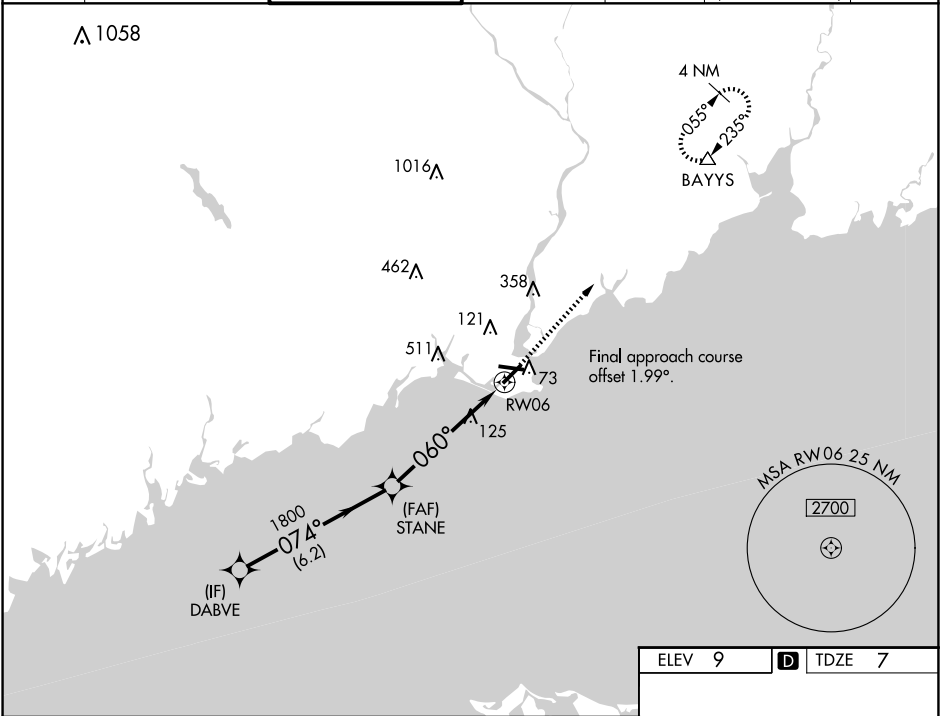 1058
4 NM
055°
235°
BAYYS
1016
462
358
121
511
73
Final approach course
offset 1.99°.
RW06
125
060°
(FAF)
STANE
1800
074°
(6.2)
(IF)
DABVE
MSA RW06 25 NM
2700
ELEV 9 D TDZE 7